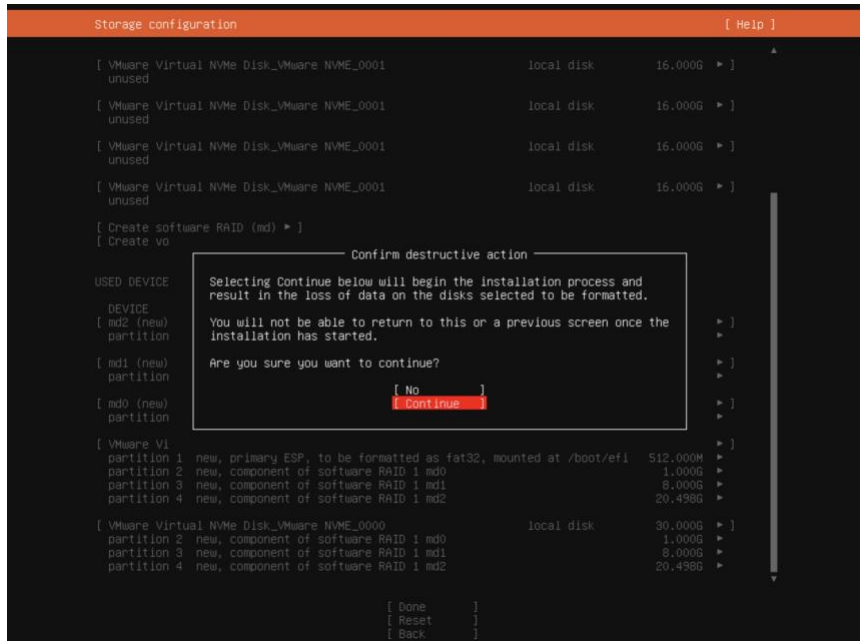 Storage configuration [ Help ]
[ VMware Virtual NVMe Disk_VMware NVME_0001 local disk 16.000G ► ]
unused
[ VMware Virtual NVMe Disk_VMware NVME_0001 local disk 16.000G ► ]
unused
[ VMware Virtual NVMe Disk_VMware NVME_0001 local disk 16.000G ► ]
unused
[ VMware Virtual NVMe Disk_VMware NVME_0001 local disk 16.000G ► ]
unused
[ Create software RAID (md) ► ]
[ Create vo
Confirm destructive action
USED DEVICE
Selecting Continue below will begin the installation process and
result in the loss of data on the disks selected to be formatted.
DEVICE
[ md2 (new) ► ]
You will not be able to return to this or a previous screen once the
partition ►
installation has started.
[ md1 (new) ► ]
Are you sure you want to continue?
partition ►
[ No ]
[ md0 (new) ► ]
[ Continue ]
partition
[ VMware Vi ► ]
partition 1 new, primary ESP, to be formatted as fat32, mounted at /boot/efi 512.000M ►
partition 2 new, component of software RAID 1 md0 1.000G ►
partition 3 new, component of software RAID 1 md1 8.000G ►
partition 4 new, component of software RAID 1 md2 20.498G ►
[ VMware Virtual NVMe Disk_VMware NVME_0000 local disk 30.000G ► ]
partition 2 new, component of software RAID 1 md0 1.000G ►
partition 3 new, component of software RAID 1 md1 8.000G ►
partition 4 new, component of software RAID 1 md2 20.498G ►
[ Done ]
[ Reset ]
[ Back ]